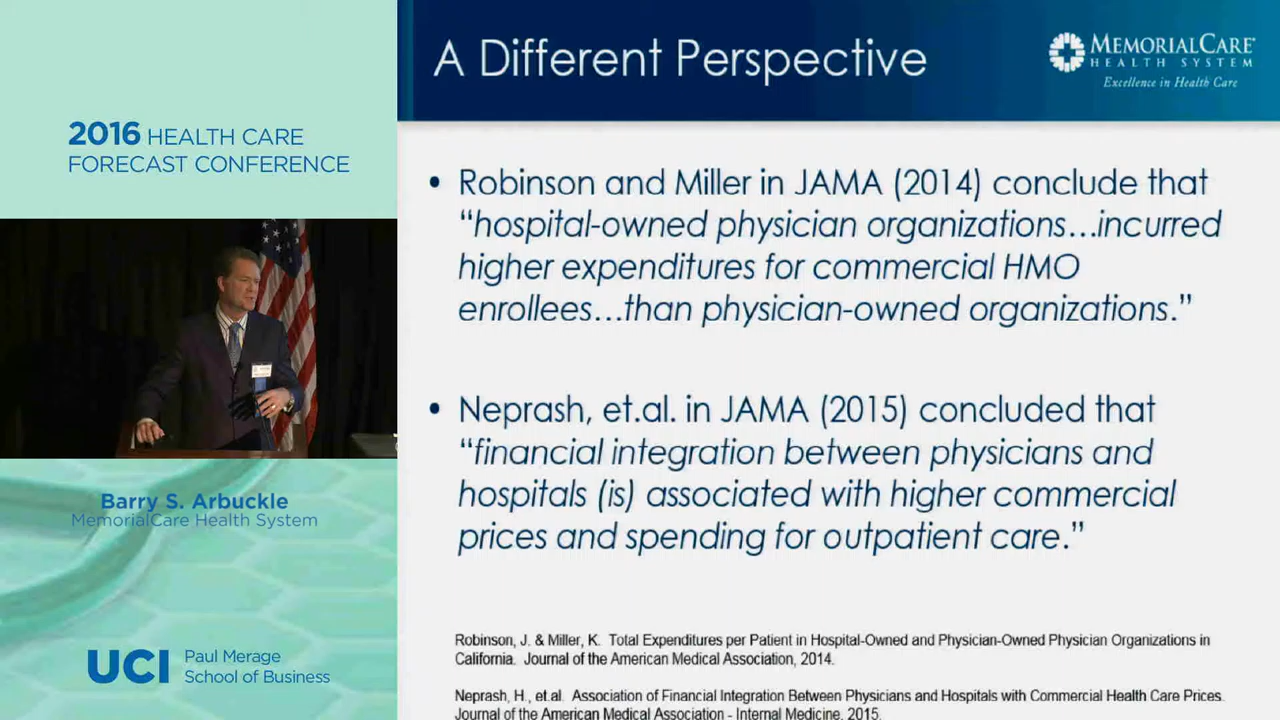 2016 HEALTH CARE
FORECAST CONFERENCE
Barry S. Arbuckle
MemorialCare Health System
UCI Paul Merage
School of Business
A Different Perspective
MEMORIALCARE
HEALTH SYSTEM
Excellence in Health Care
• Robinson and Miller in JAMA (2014) conclude that
“hospital-owned physician organizations…incurred
higher expenditures for commercial HMO
enrollees…than physician-owned organizations.”
• Neprash, et.al. in JAMA (2015) concluded that
“financial integration between physicians and
hospitals (is) associated with higher commercial
prices and spending for outpatient care.”
Robinson, J. & Miller, K. Total Expenditures per Patient in Hospital-Owned and Physician-Owned Physician Organizations in
California. Journal of the American Medical Association, 2014.
Neprash, H., et.al. Association of Financial Integration Between Physicians and Hospitals with Commercial Health Care Prices.
Journal of the American Medical Association - Internal Medicine. 2015.